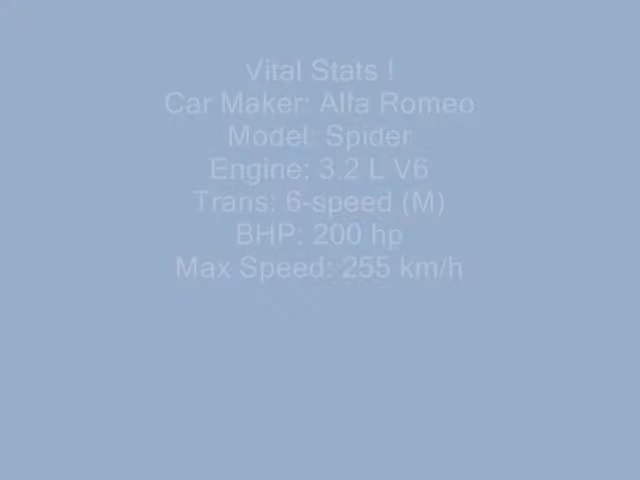 Vital Stats !
Car Maker: Alfa Romeo
Model: Spider
Engine: 3.2 L V6
Trans: 6-speed (M)
BHP: 200 hp
Max Speed: 255 km/h